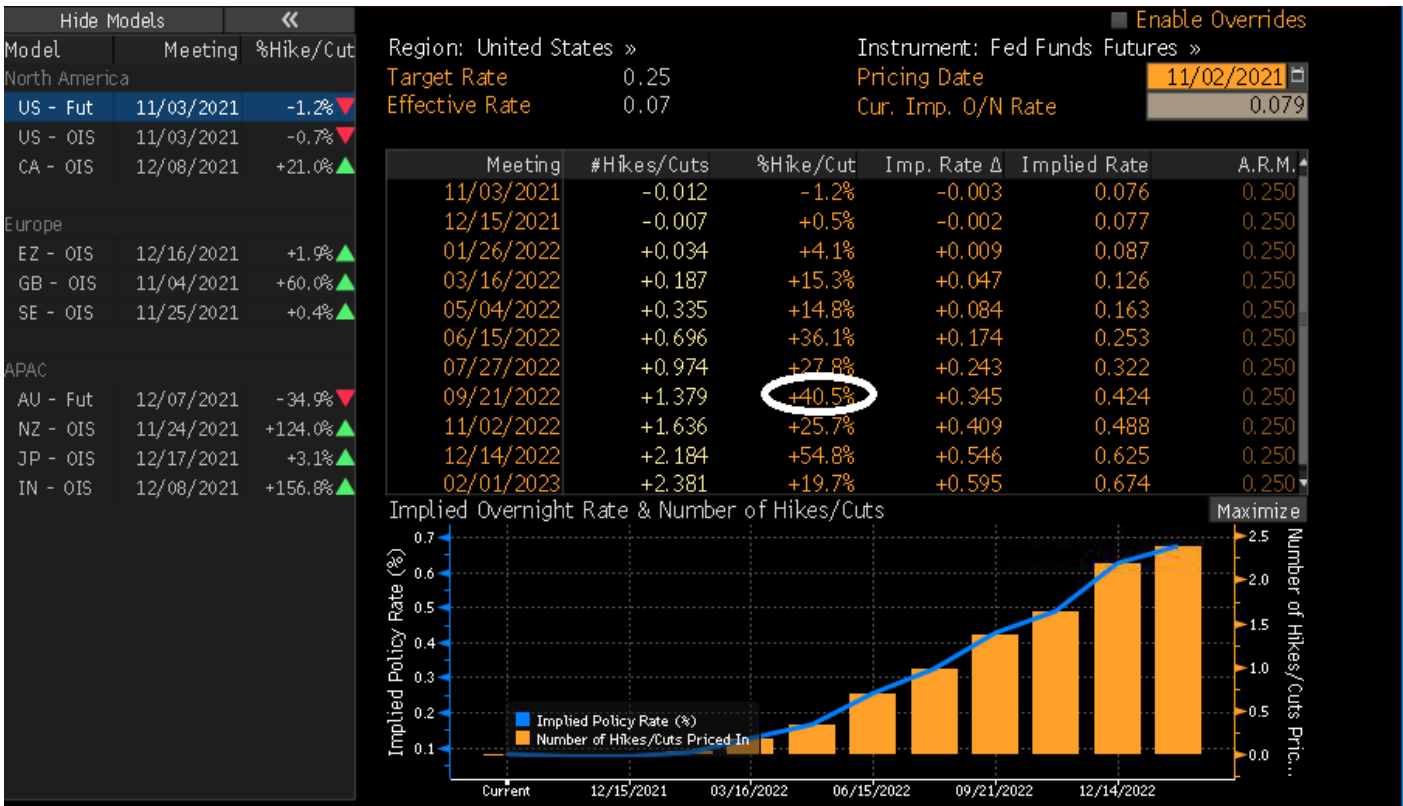 Hide Models «
Model Meeting %Hike/Cut
North America
US - Fut 11/03/2021 -1.2%
US - OIS 11/03/2021 -0.7%
CA - OIS 12/08/2021 +21.0%
Europe
EZ - OIS 12/16/2021 +1.9%
GB - OIS 11/04/2021 +60.0%
SE - OIS 11/25/2021 +0.4%
APAC
AU - Fut 12/07/2021 -34.9%
NZ - OIS 11/24/2021 +124.0%
JP - OIS 12/17/2021 +3.1%
IN - OIS 12/08/2021 +156.8%
Enable Overrides
Region: United States » Instrument: Fed Funds Futures »
Target Rate 0.25 Pricing Date 11/02/2021
Effective Rate 0.07 Cur. Imp. O/N Rate 0.079
Meeting #Hikes/Cuts %Hike/Cut Imp. Rate Δ Implied Rate A.R.M.
11/03/2021 -0.012 -1.2% -0.003 0.076 0.250
12/15/2021 -0.007 +0.5% -0.002 0.077 0.250
01/26/2022 +0.034 +4.1% +0.009 0.087 0.250
03/16/2022 +0.187 +15.3% +0.047 0.126 0.250
05/04/2022 +0.335 +14.8% +0.084 0.163 0.250
06/15/2022 +0.696 +36.1% +0.174 0.253 0.250
07/27/2022 +0.974 +27.8% +0.243 0.322 0.250
09/21/2022 +1.379 +40.5% +0.345 0.424 0.250
11/02/2022 +1.636 +25.7% +0.409 0.488 0.250
12/14/2022 +2.184 +54.8% +0.546 0.625 0.250
02/01/2023 +2.381 +19.7% +0.595 0.674 0.250
Implied Overnight Rate & Number of Hikes/Cuts Maximize
Implied Policy Rate (%)
0.7
0.6
0.5
0.4
0.3
0.2
0.1
Implied Policy Rate (%)
Number of Hikes/Cuts Priced In
2.5
2.0
1.5
1.0
0.5
0.0
Number of Hikes/Cuts Pric...
Current 12/15/2021 03/16/2022 06/15/2022 09/21/2022 12/14/2022